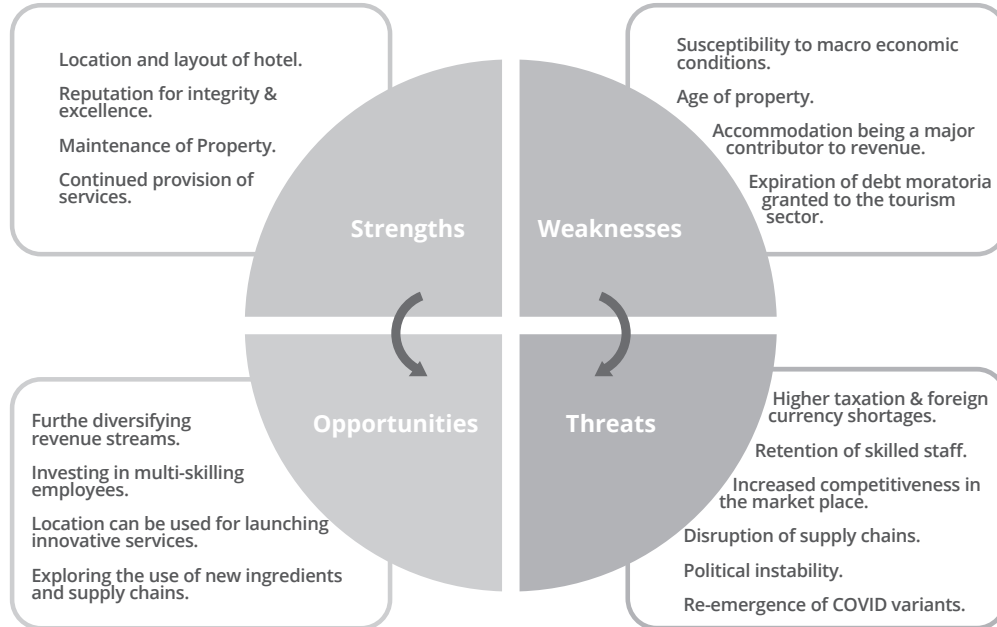 Location and layout of hotel.
Reputation for integrity &
excellence.
Maintenance of Property.
Continued provision of
services.
Strengths
Susceptibility to macro economic
conditions.
Age of property.
Accommodation being a major
contributor to revenue.
Expiration of debt moratoria
granted to the tourism
sector.
Weaknesses
Furthe diversifying
revenue streams.
Investing in multi-skilling
employees.
Location can be used for launching
innovative services.
Exploring the use of new ingredients
and supply chains.
Opportunities
Higher taxation & foreign
currency shortages.
Retention of skilled staff.
Increased competitiveness in
the market place.
Disruption of supply chains.
Political instability.
Re-emergence of COVID variants.
Threats